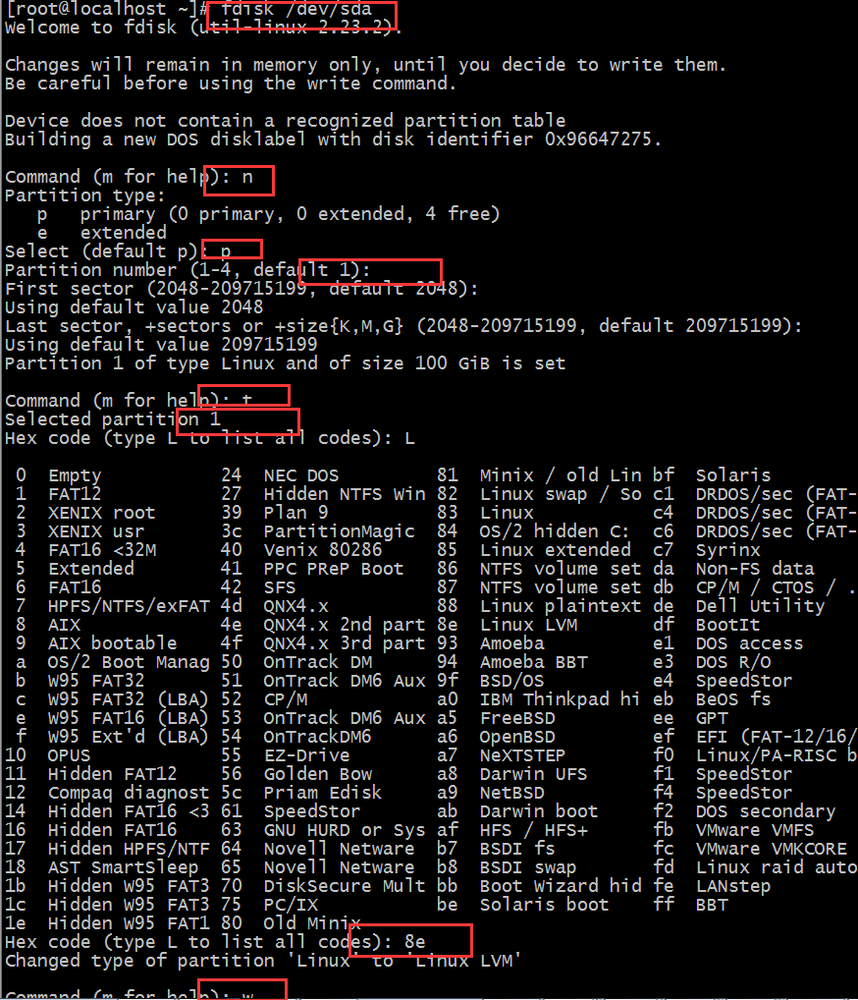 [root@localhost ~]# fdisk /dev/sda
Welcome to fdisk (util-linux 2.23.2).
Changes will remain in memory only, until you decide to write them.
Be careful before using the write command.
Device does not contain a recognized partition table
Building a new DOS disklabel with disk identifier 0x96647275.
Command (m for help): n
Partition type:
   p   primary (0 primary, 0 extended, 4 free)
   e   extended
Select (default p): p
Partition number (1-4, default 1):
First sector (2048-209715199, default 2048):
Using default value 2048
Last sector, +sectors or +size{K,M,G} (2048-209715199, default 209715199):
Using default value 209715199
Partition 1 of type Linux and of size 100 GiB is set
Command (m for help): t
Selected partition 1
Hex code (type L to list all codes): L
 0  Empty           24  NEC DOS         81  Minix / old Lin bf  Solaris
 1  FAT12           27  Hidden NTFS Win 82  Linux swap / So c1  DRDOS/sec (FAT-
 2  XENIX root      39  Plan 9          83  Linux           c4  DRDOS/sec (FAT-
 3  XENIX usr       3c  PartitionMagic  84  OS/2 hidden C:  c6  DRDOS/sec (FAT-
 4  FAT16 <32M      40  Venix 80286     85  Linux extended  c7  Syrinx
 5  Extended        41  PPC PReP Boot   86  NTFS volume set da  Non-FS data
 6  FAT16           42  SFS             87  NTFS volume set db  CP/M / CTOS / .
 7  HPFS/NTFS/exFAT 4d  QNX4.x          88  Linux plaintext de  Dell Utility
 8  AIX             4e  QNX4.x 2nd part 8e  Linux LVM       df  BootIt
 9  AIX bootable    4f  QNX4.x 3rd part 93  Amoeba          e1  DOS access
 a  OS/2 Boot Manag 50  OnTrack DM      94  Amoeba BBT      e3  DOS R/O
 b  W95 FAT32       51  OnTrack DM6 Aux 9f  BSD/OS          e4  SpeedStor
 c  W95 FAT32 (LBA) 52  CP/M            a0  IBM Thinkpad hi eb  BeOS fs
 e  W95 FAT16 (LBA) 53  OnTrack DM6 Aux a5  FreeBSD         ee  GPT
 f  W95 Ext'd (LBA) 54  OnTrackDM6      a6  OpenBSD         ef  EFI (FAT-12/16/
10  OPUS            55  EZ-Drive        a7  NeXTSTEP        f0  Linux/PA-RISC b
11  Hidden FAT12    56  Golden Bow      a8  Darwin UFS      f1  SpeedStor
12  Compaq diagnost 5c  Priam Edisk     a9  NetBSD          f4  SpeedStor
14  Hidden FAT16 <3 61  SpeedStor       ab  Darwin boot     f2  DOS secondary
16  Hidden FAT16    63  GNU HURD or Sys af  HFS / HFS+      fb  VMware VMFS
17  Hidden HPFS/NTF 64  Novell Netware  b7  BSDI fs         fc  VMware VMKCORE
18  AST SmartSleep  65  Novell Netware  b8  BSDI swap       fd  Linux raid auto
1b  Hidden W95 FAT3 70  DiskSecure Mult bb  Boot Wizard hid fe  LANstep
1c  Hidden W95 FAT3 75  PC/IX           be  Solaris boot    ff  BBT
1e  Hidden W95 FAT1 80  Old Minix
Hex code (type L to list all codes): 8e
Changed type of partition 'Linux' to 'Linux LVM'
Command (m for help): w